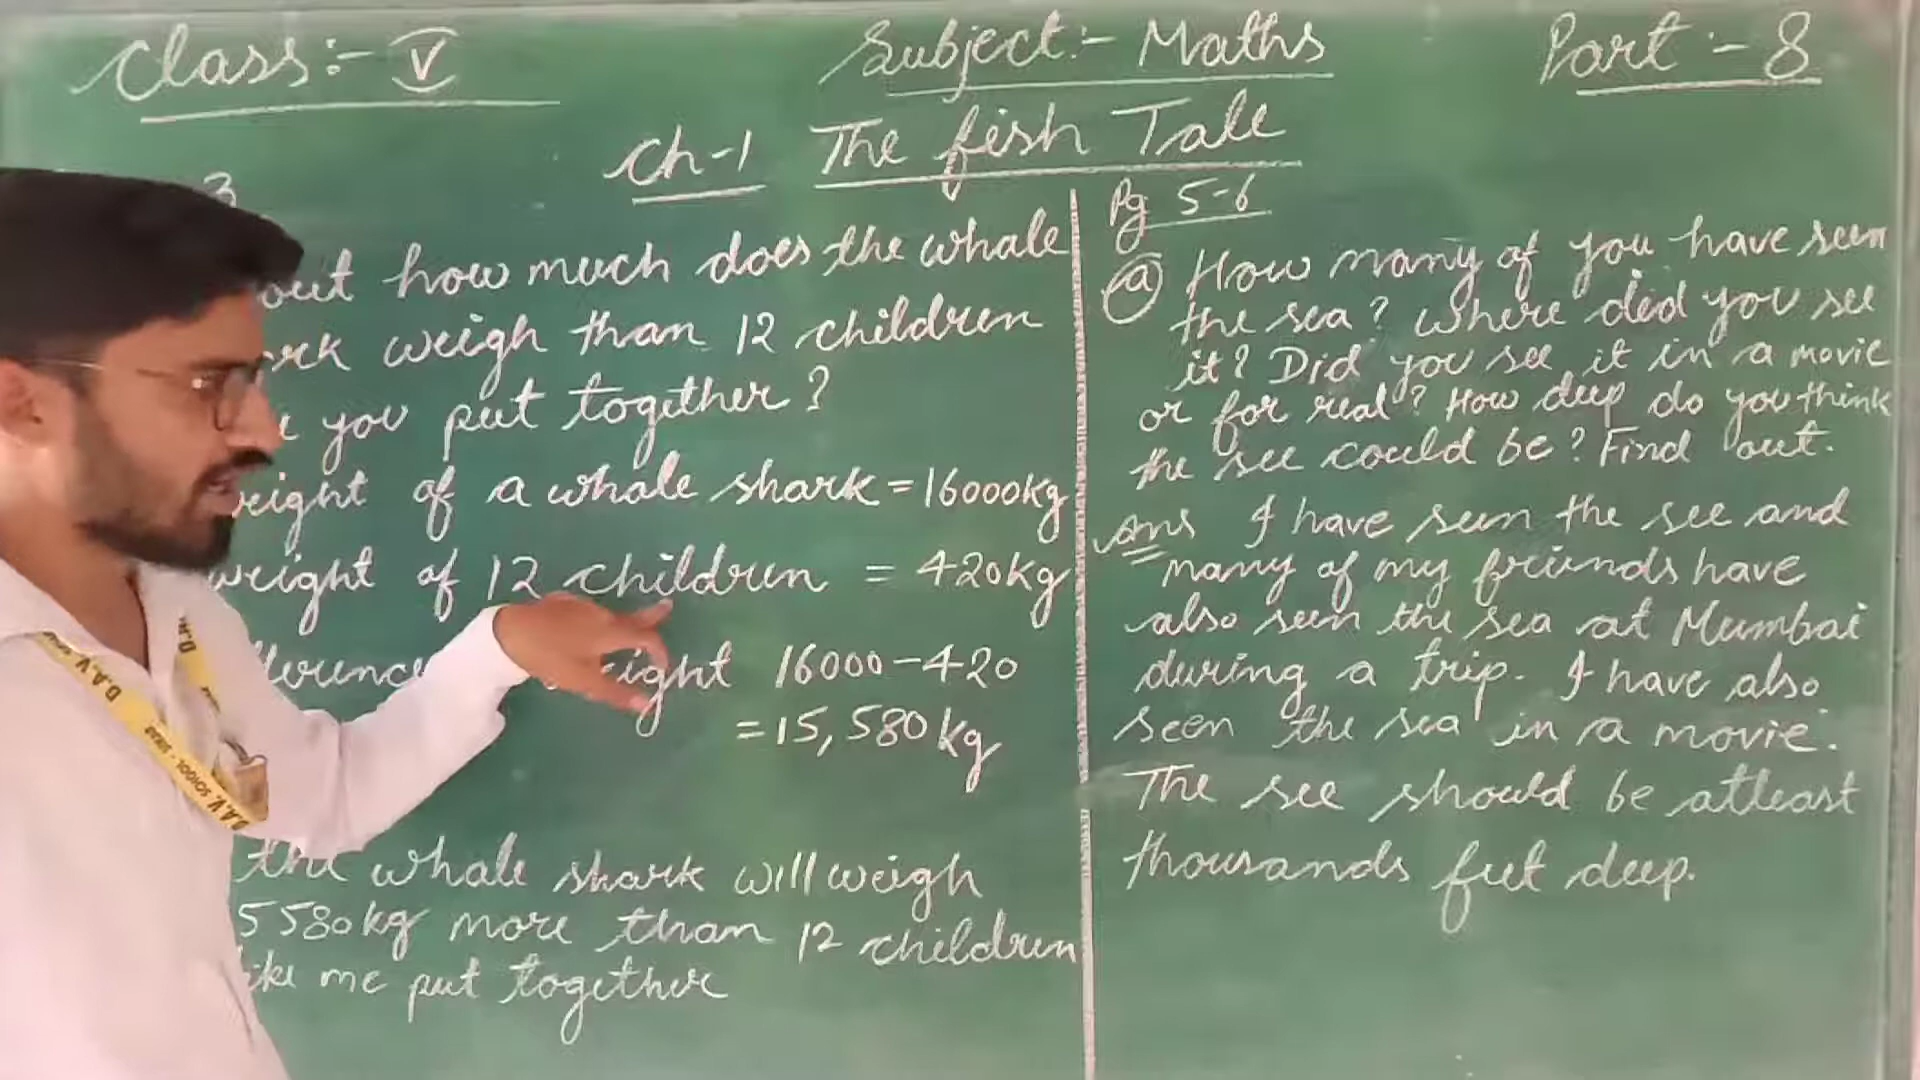 Class:- V
Subject:- Maths
Part :- 8
Ch-1 The fish Tale
3
out how much does the whale
ark weigh than 12 children
you put together?
weight of a whale shark = 16000kg
weight of 12 children = 420kg
ight 16000-420
= 15,580 kg
the whale shark will weigh
5580kg more than 12 children
like me put together
Pg 5-6
(a) How many of you have seen
the sea? Where did you see
it? Did you see it in a movie
or for real? How deep do you think
the see could be? Find out.
Ans I have seen the see and
many of my friends have
also seen the sea at Mumbai
during a trip. I have also
seen the sea in a movie.
The see should be atleast
thousands feet deep.
D.A.V. SCHOOL - SIKAR
D.A.V.